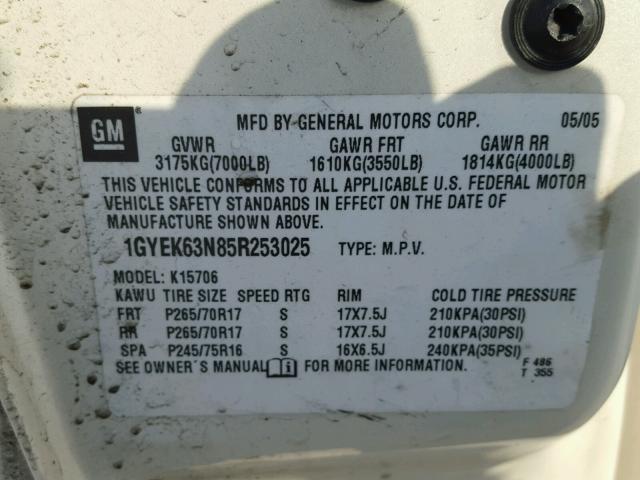 GM
MFD BY GENERAL MOTORS CORP. 05/05
GVWR GAWR FRT GAWR RR
3175KG(7000LB) 1610KG(3550LB) 1814KG(4000LB)
THIS VEHICLE CONFORMS TO ALL APPLICABLE U.S. FEDERAL MOTOR
VEHICLE SAFETY STANDARDS IN EFFECT ON THE DATE OF
MANUFACTURE SHOWN ABOVE.
1GYEK63N85R253025 TYPE: M.P.V.
MODEL: K15706
KAWU TIRE SIZE SPEED RTG RIM COLD TIRE PRESSURE
FRT P265/70R17 S 17X7.5J 210KPA(30PSI)
RR P265/70R17 S 17X7.5J 210KPA(30PSI)
SPA P245/75R16 S 16X6.5J 240KPA(35PSI)
SEE OWNER'S MANUAL FOR MORE INFORMATION. F 486
T 355